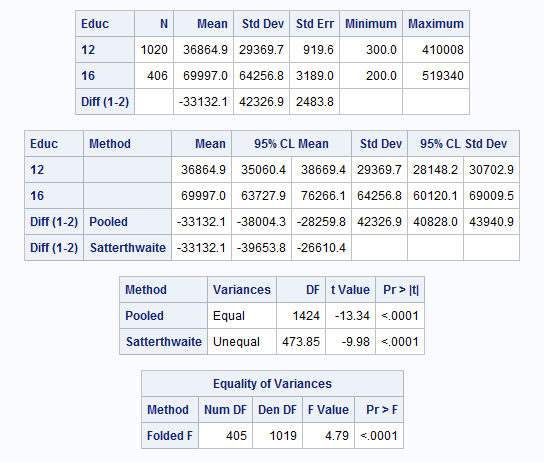 Educ N Mean Std Dev Std Err Minimum Maximum
12 1020 36864.9 29369.7 919.6 300.0 410008
16 406 69997.0 64256.8 3189.0 200.0 519340
Diff (1-2) -33132.1 42326.9 2483.8
Educ Method Mean 95% CL Mean Std Dev 95% CL Std Dev
12 36864.9 35060.4 38669.4 29369.7 28148.2 30702.9
16 69997.0 63727.9 76266.1 64256.8 60120.1 69009.5
Diff (1-2) Pooled -33132.1 -38004.3 -28259.8 42326.9 40828.0 43940.9
Diff (1-2) Satterthwaite -33132.1 -39653.8 -26610.4
Method Variances DF t Value Pr > |t|
Pooled Equal 1424 -13.34 <.0001
Satterthwaite Unequal 473.85 -9.98 <.0001
Equality of Variances
Method Num DF Den DF F Value Pr > F
Folded F 405 1019 4.79 <.0001